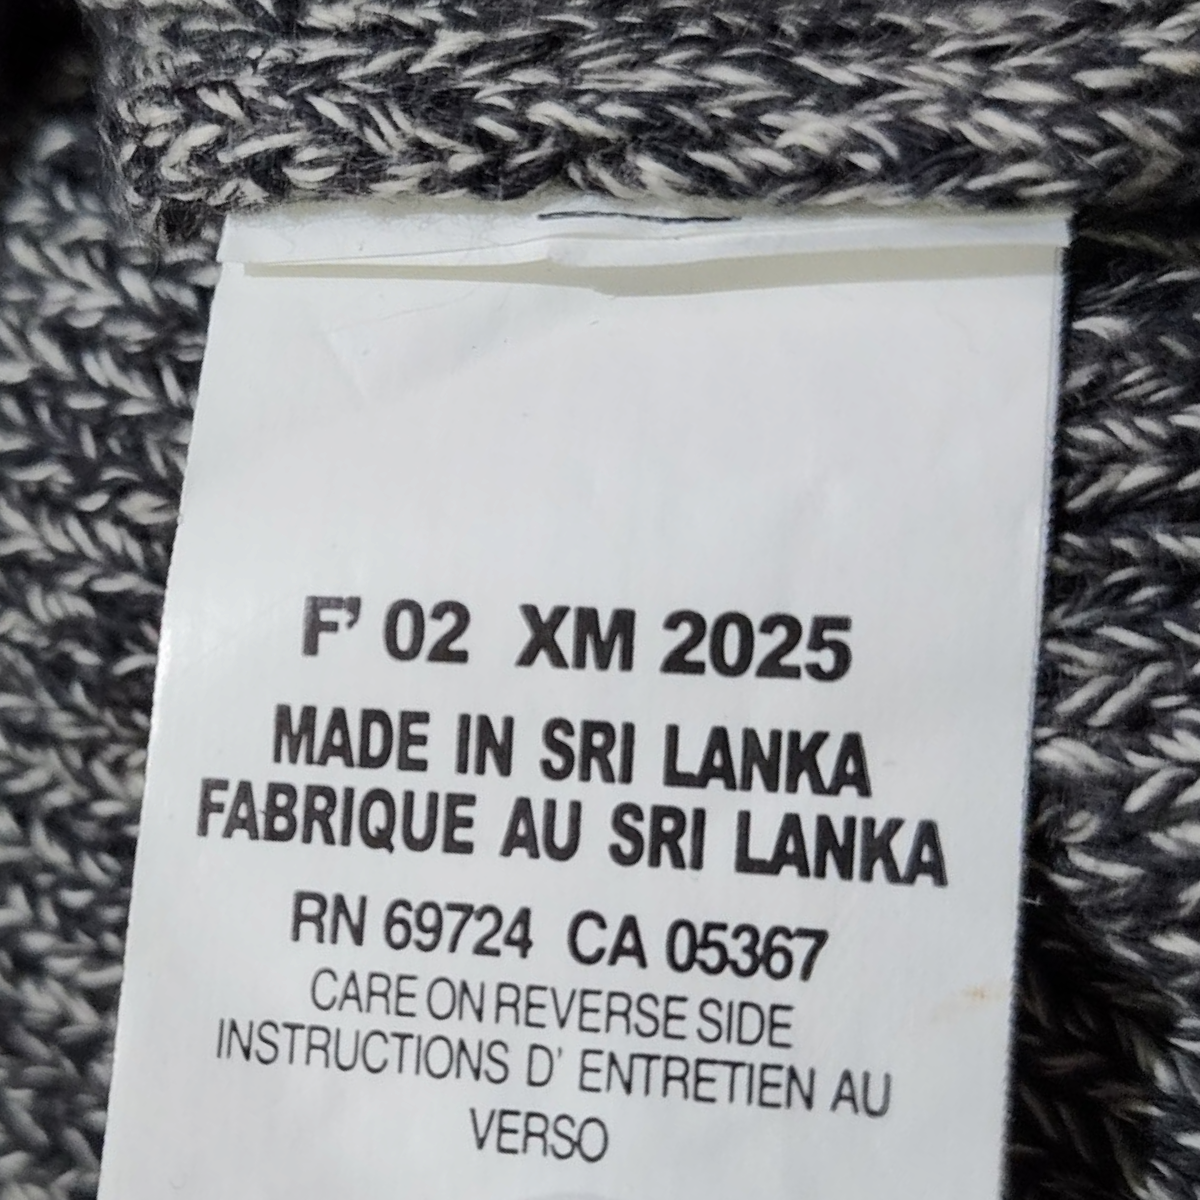 F' 02 XM 2025
MADE IN SRI LANKA
FABRIQUE AU SRI LANKA
RN 69724 CA 05367
CARE ON REVERSE SIDE
INSTRUCTIONS D' ENTRETIEN AU
VERSO